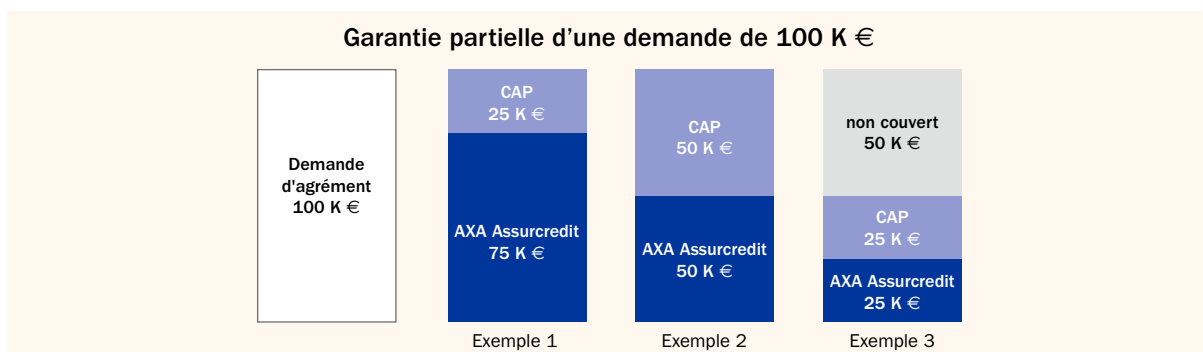 Garantie partielle d'une demande de 100 K €
Demande
d'agrément
100 K €
CAP
25 K €
AXA Assurcredit
75 K €
Exemple 1
CAP
50 K €
AXA Assurcredit
50 K €
Exemple 2
non couvert
50 K €
CAP
25 K €
AXA Assurcredit
25 K €
Exemple 3